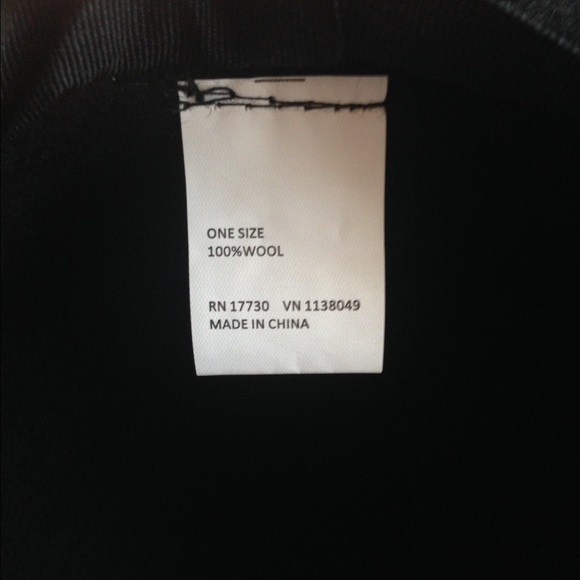 ONE SIZE
100%WOOL
RN 17730 VN 1138049
MADE IN CHINA